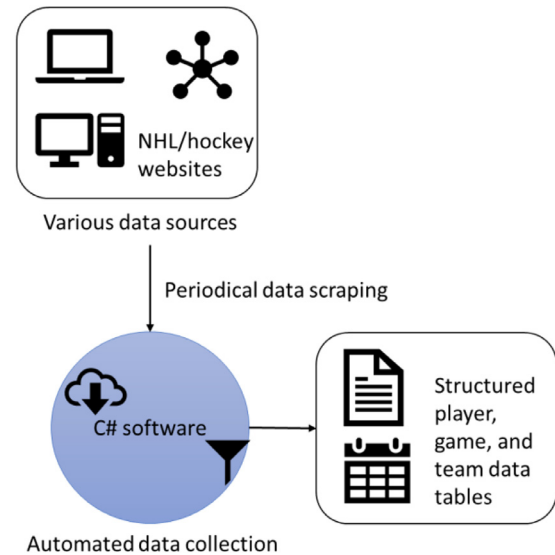 NHL/hockey
websites
Various data sources
Periodical data scraping
C# software
Structured
player,
game, and
team data
tables
Automated data collection